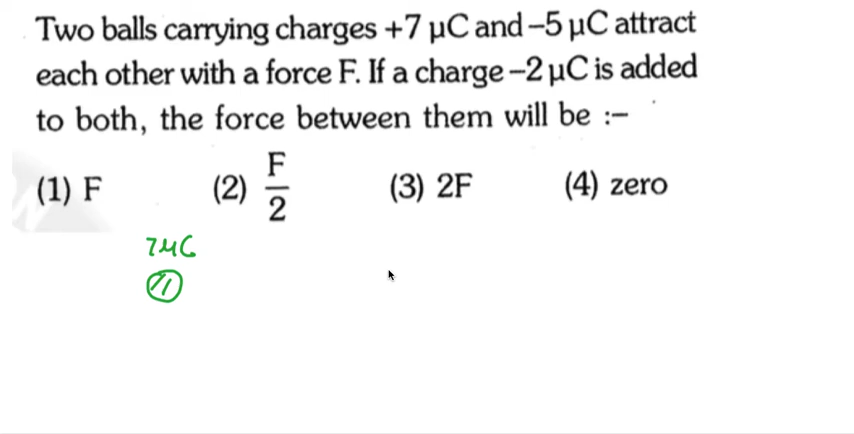 Two balls carrying charges +7 μC and –5 μC attract
each other with a force F. If a charge –2 μC is added
to both, the force between them will be :–
(1) F (2) F/2 (3) 2F (4) zero
7μC